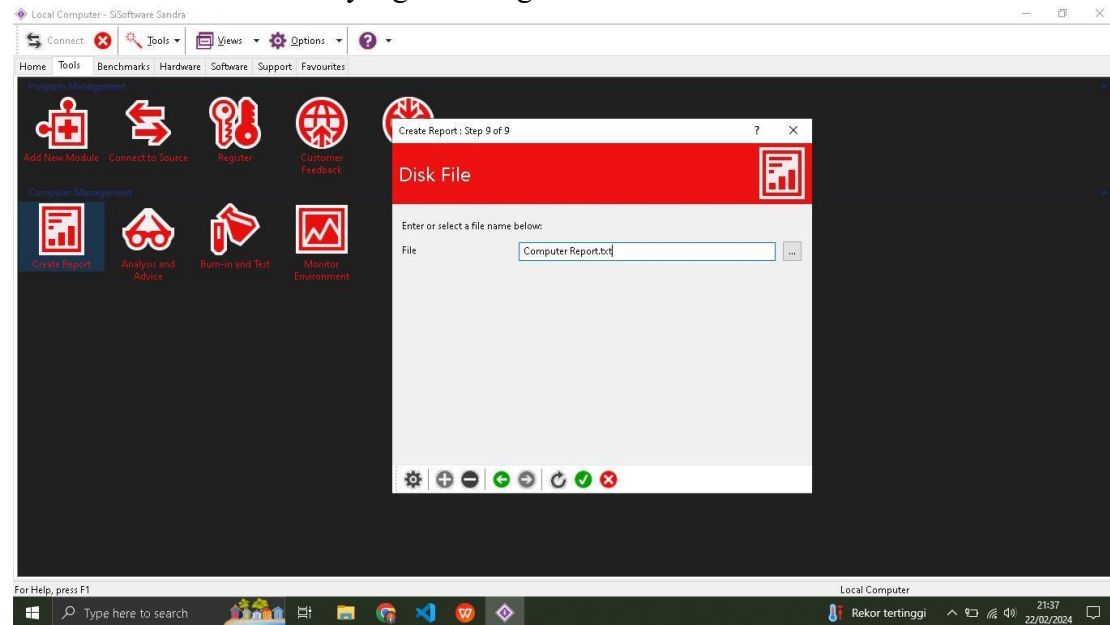 Local Computer - SiSoftware Sandra
Connect Tools Views Options
Home Tools Benchmarks Hardware Software Support Favourites
Program Management
Add New Module Connect to Source Register Customer Feedback
Computer Management
Create Report Analysis and Advice Burn-in and Test Monitor Environment
Create Report : Step 9 of 9
? ×
Disk File
Enter or select a file name below:
File Computer Report.txt ...
For Help, press F1
Local Computer
Type here to search
Rekor tertinggi
21:37
22/02/2024